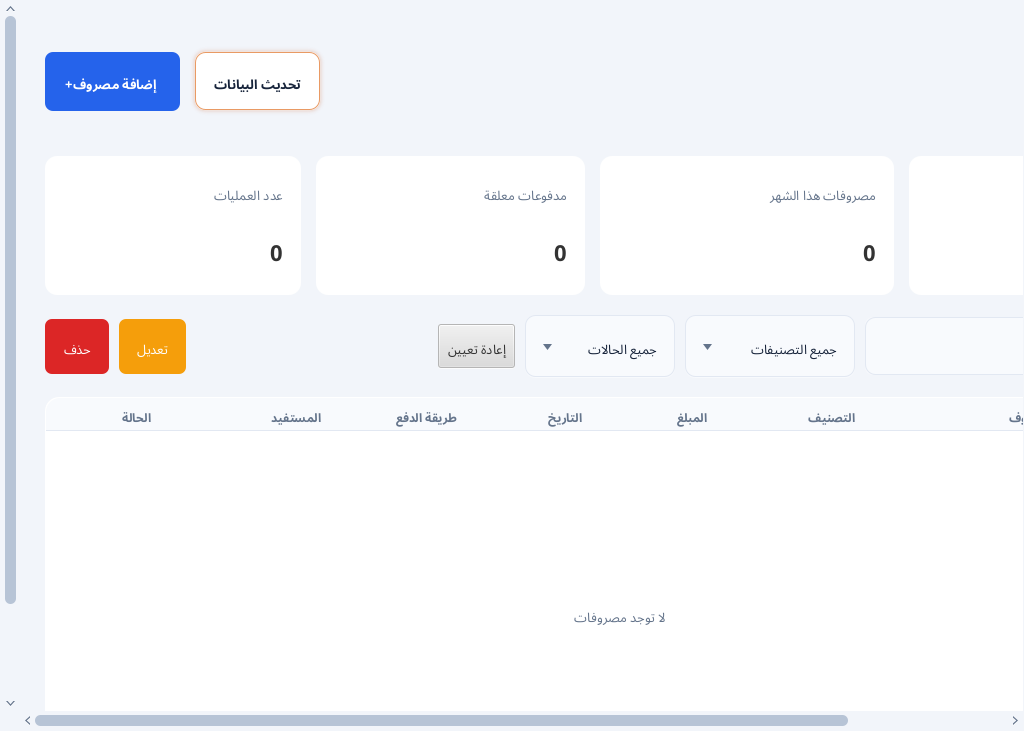 تحديث البيانات
إضافة مصروف+
مصروفات هذا الشهر
مدفوعات معلقة
عدد العمليات
0
0
0
جميع التصنيفات
جميع الحالات
إعادة تعيين
تعديل
حذف
التصنيف
المبلغ
التاريخ
طريقة الدفع
المستفيد
الحالة
لا توجد مصروفات